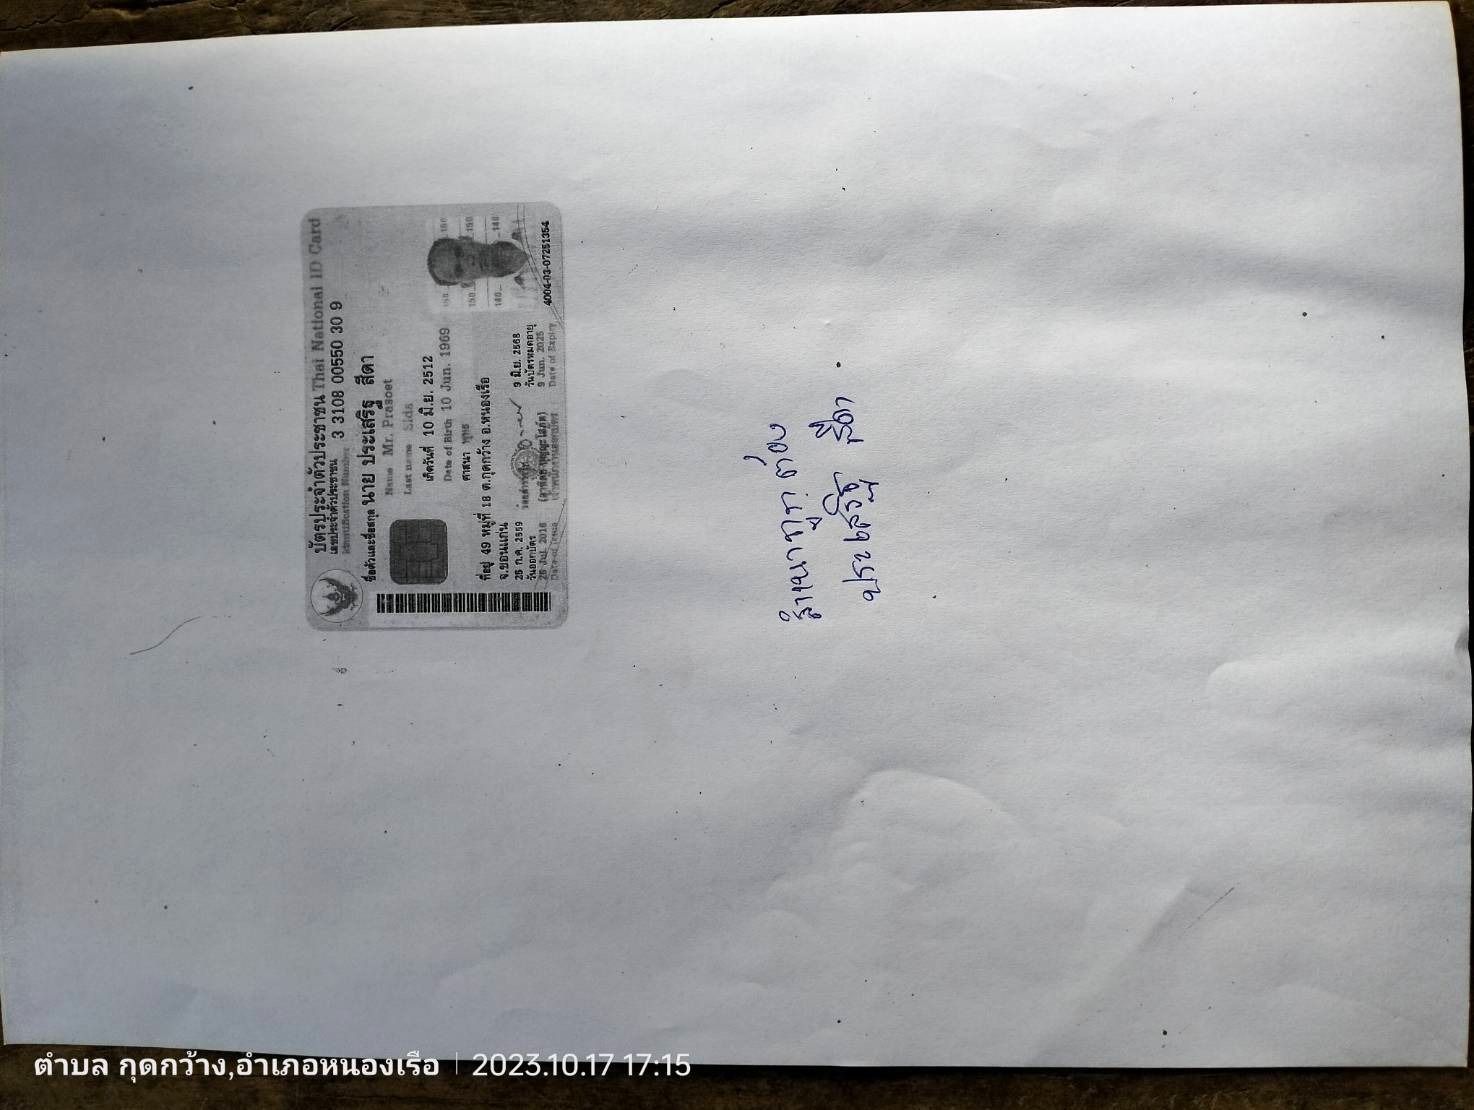 บัตรประจำตัวประชาชน Thai National ID Card
เลขประจำตัวประชาชน 3 3108 00550 30 9
Identification Number
ชื่อตัวและชื่อสกุล นาย ประเสริฐ สีดา
Name Mr. Prasoet
Last name Sida
เกิดวันที่ 10 มิ.ย. 2512
Date of Birth 10 Jun. 1969
ศาสนา พุทธ
ที่อยู่ 49 หมู่ที่ 18 ต.กุดกว้าง อ.หนองเรือ
จ.ขอนแก่น
25 ก.ค. 2559
วันออกบัตร
25 Jul. 2016
Date of Issue
เจ้าพนักงานออกบัตร
9 มิ.ย. 2568
วันบัตรหมดอายุ
9 Jun. 2025
Date of Expiry
4004-03-07251354
สำเนาถูกต้อง
ประเสริฐ สีดา
ตำบล กุดกว้าง,อำเภอหนองเรือ | 2023.10.17 17:15